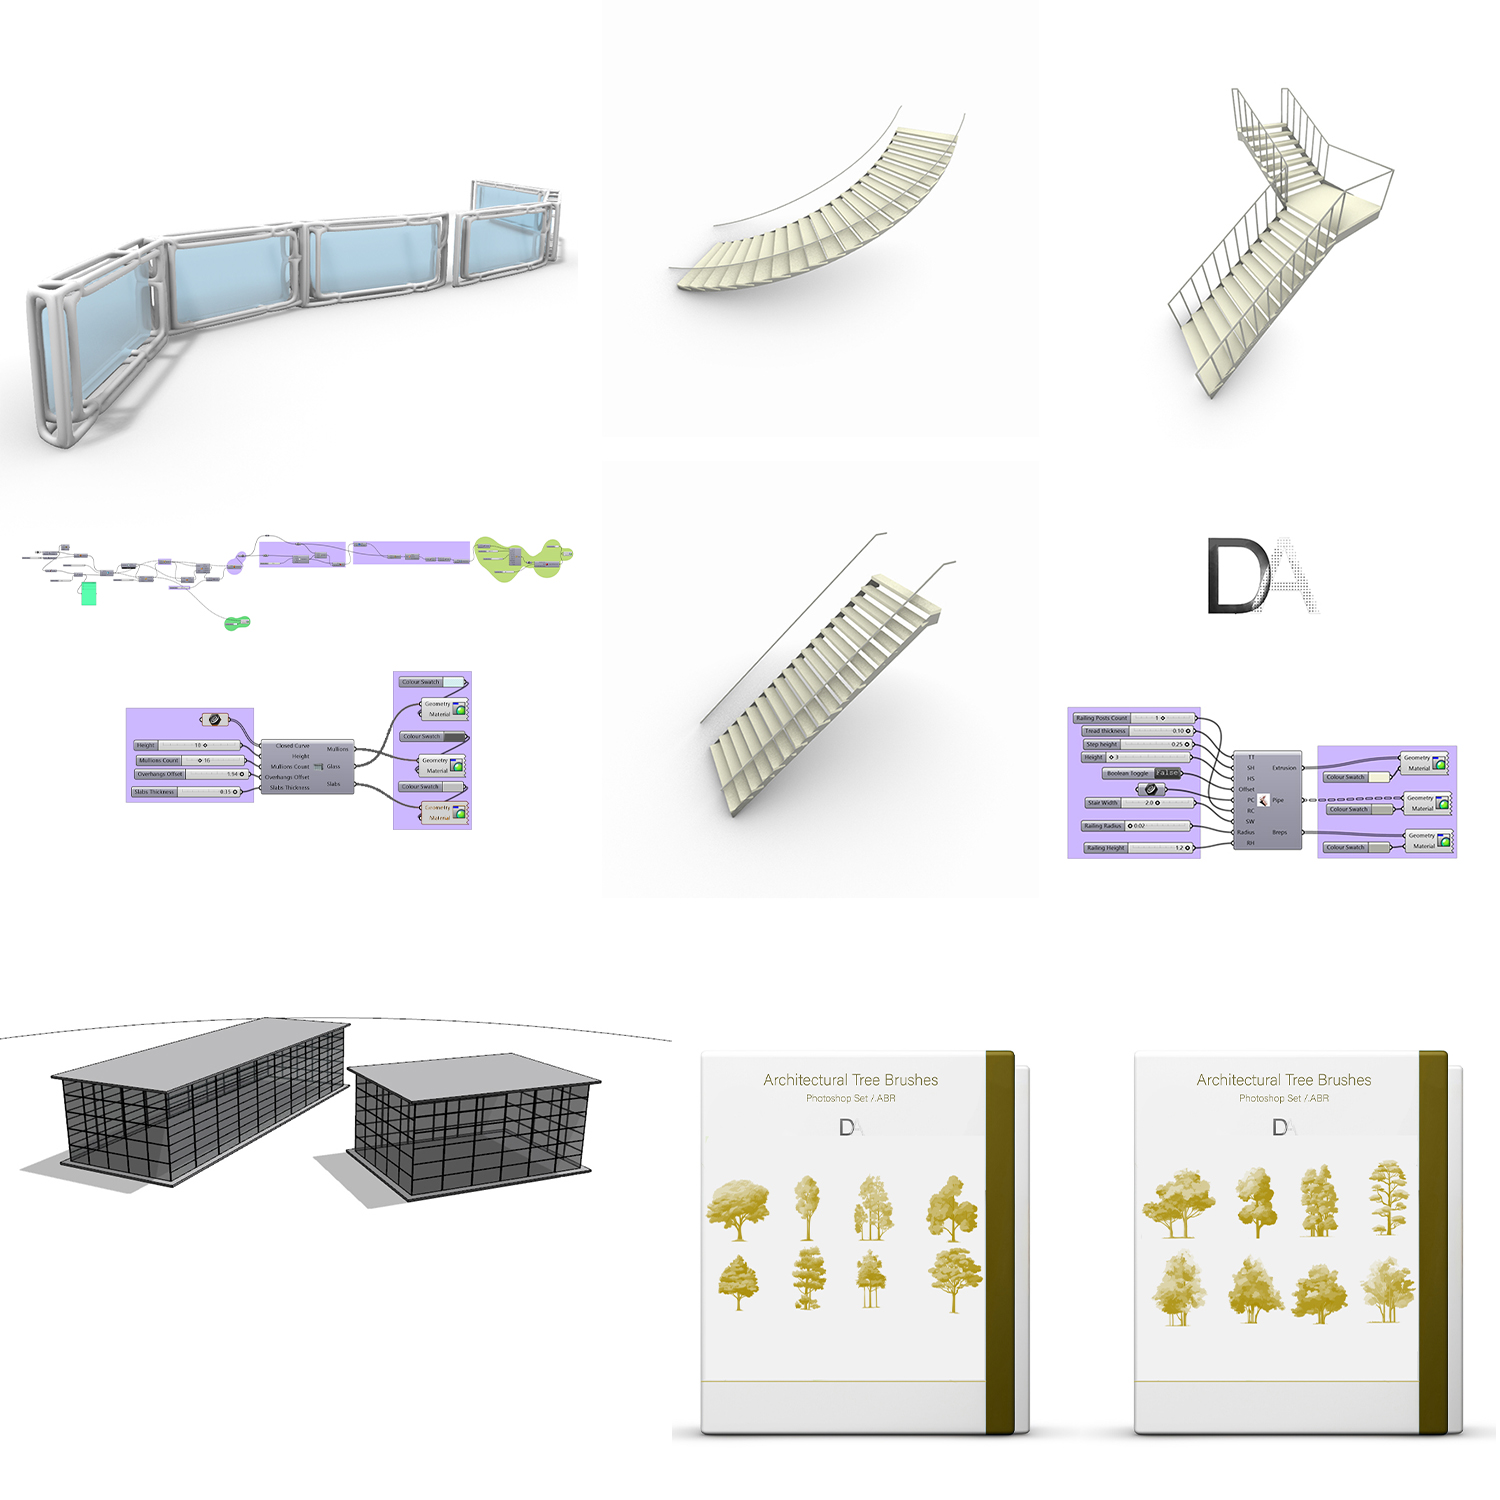 DA
Colour Swatch
Geometry
Material
Colour Swatch
Geometry
Material
Colour Swatch
Geometry
Material
Height 10
Mullions Count 16
Overhangs Offset 1.94
Slabs Thickness 0.35
Closed Curve
Height
Mullions Count
Overhangs Offset
Slabs Thickness
Mullions
Glass
Slabs
Railing Posts Count 1
Tread thickness 0.10
Step height 0.25
Height 3
Boolean Toggle False
Stair Width 2.0
Railing Radius 0.02
Railing Height 1.2
TT
SH
HS
Offset
PC
RC
SW
Radius
RH
Extrusion
Pipe
Breps
Geometry
Material
Colour Swatch
Geometry
Material
Colour Swatch
Geometry
Material
Colour Swatch
Architectural Tree Brushes
Photoshop Set /.ABR
DA
Architectural Tree Brushes
Photoshop Set /.ABR
DA